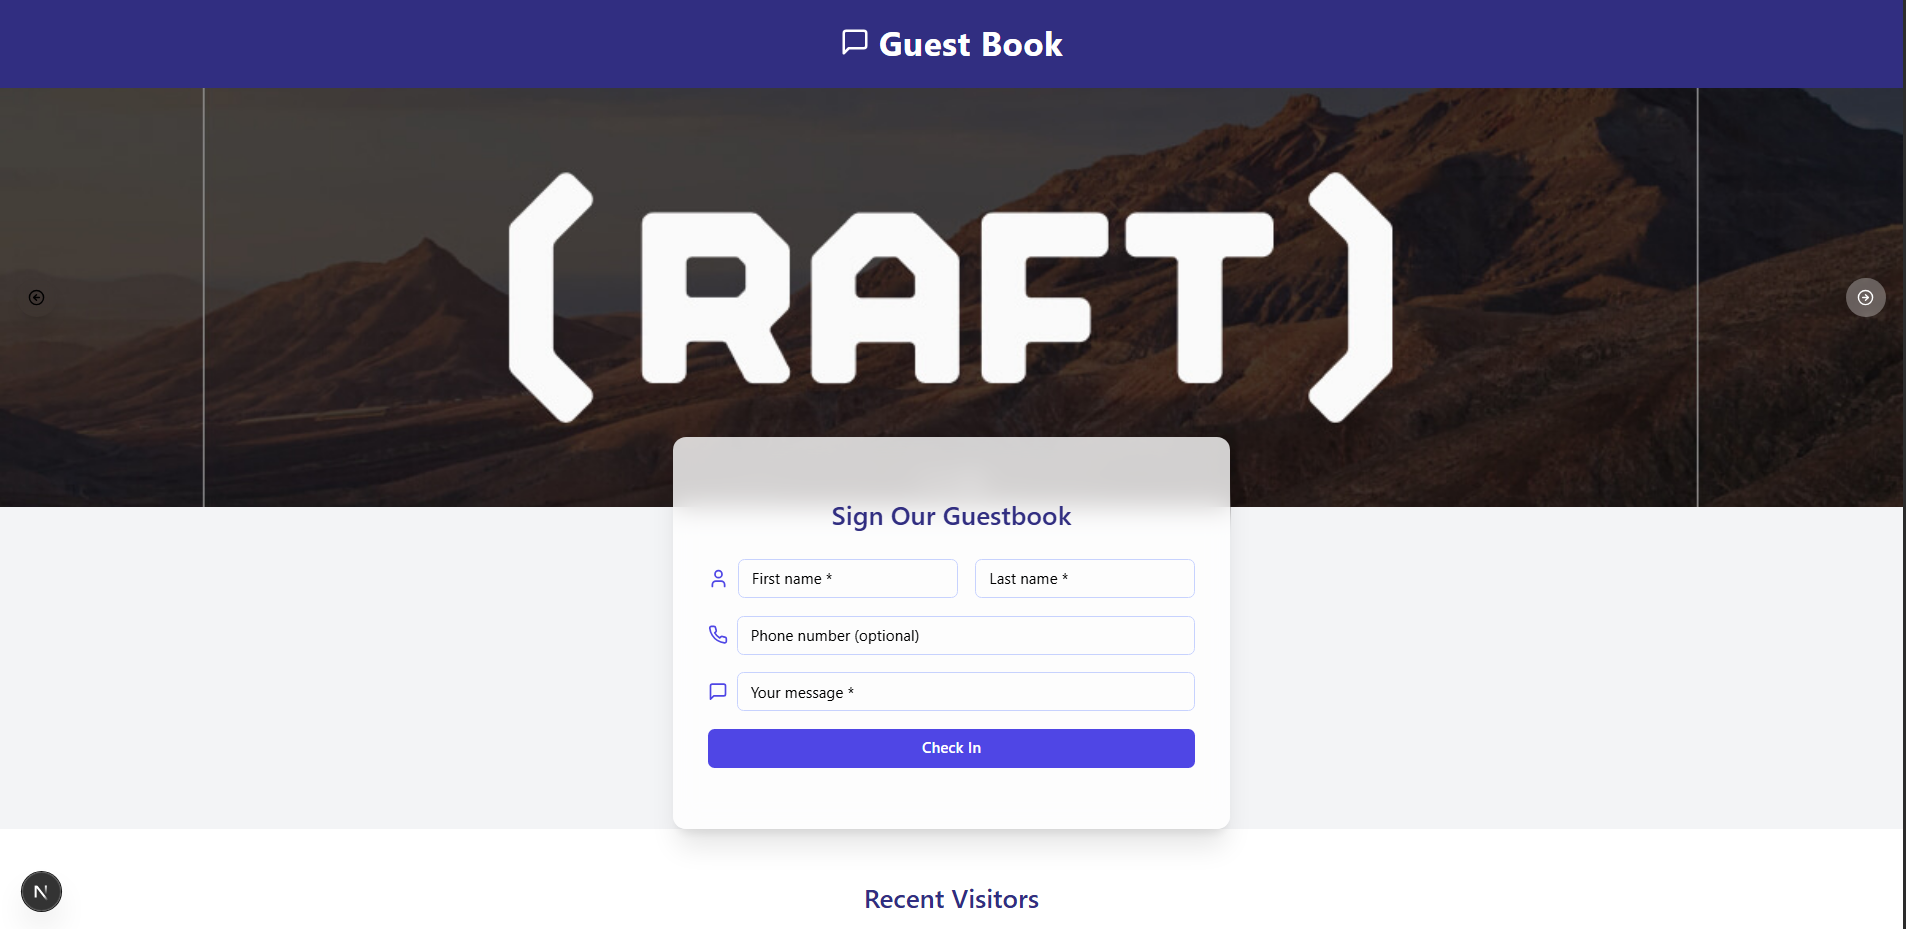 Guest Book
(RAFT)
Sign Our Guestbook
First name *
Last name *
Phone number (optional)
Your message *
Check In
Recent Visitors
N